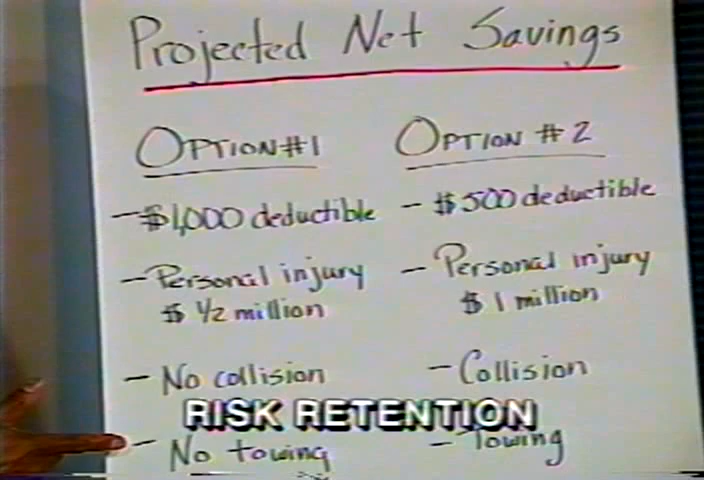 Projected Net Savings
OPTION #1
- $1,000 deductible
- Personal injury
$ 1/2 million
- No collision
- No towing
OPTION #2
- $500 deductible
- Personal injury
$ 1 million
- Collision
- Towing
RISK RETENTION